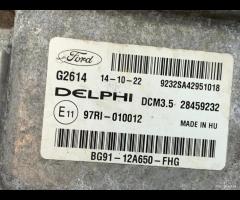 Ford
G2614 14-10-22 9232SA42951018
DELPHI DCM3.5 28459232
E11 97RI-010012 MADE IN HU
BG91-12A650-FHG